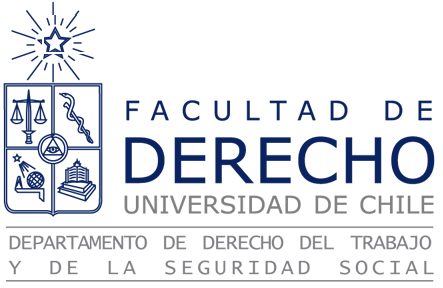 FACULTAD DE
DERECHO
UNIVERSIDAD DE CHILE
DEPARTAMENTO DE DERECHO DEL TRABAJO
Y DE LA SEGURIDAD SOCIAL